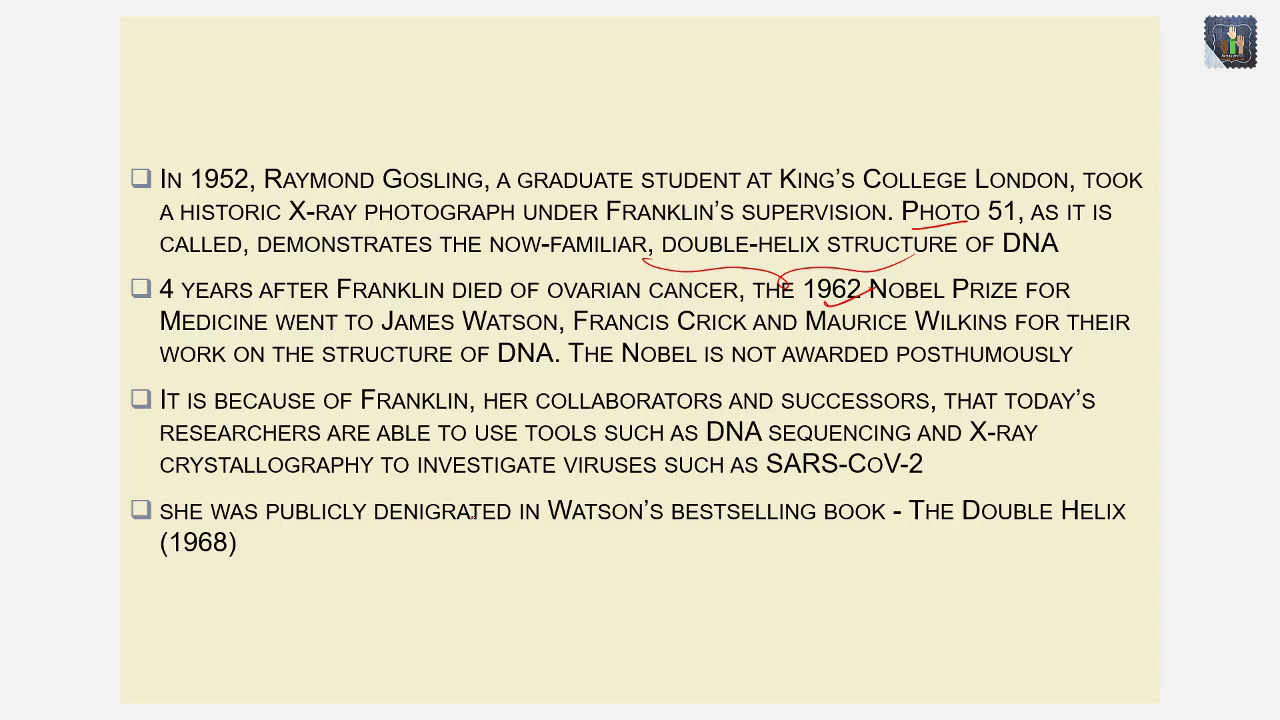 ❑ In 1952, Raymond Gosling, a graduate student at King's College London, took
a historic X-ray photograph under Franklin's supervision. Photo 51, as it is
called, demonstrates the now-familiar, double-helix structure of DNA
❑ 4 years after Franklin died of ovarian cancer, the 1962 Nobel Prize for
Medicine went to James Watson, Francis Crick and Maurice Wilkins for their
work on the structure of DNA. The Nobel is not awarded posthumously
❑ It is because of Franklin, her collaborators and successors, that today's
researchers are able to use tools such as DNA sequencing and X-ray
crystallography to investigate viruses such as SARS-CoV-2
❑ she was publicly denigrated in Watson's bestselling book - The Double Helix
(1968)